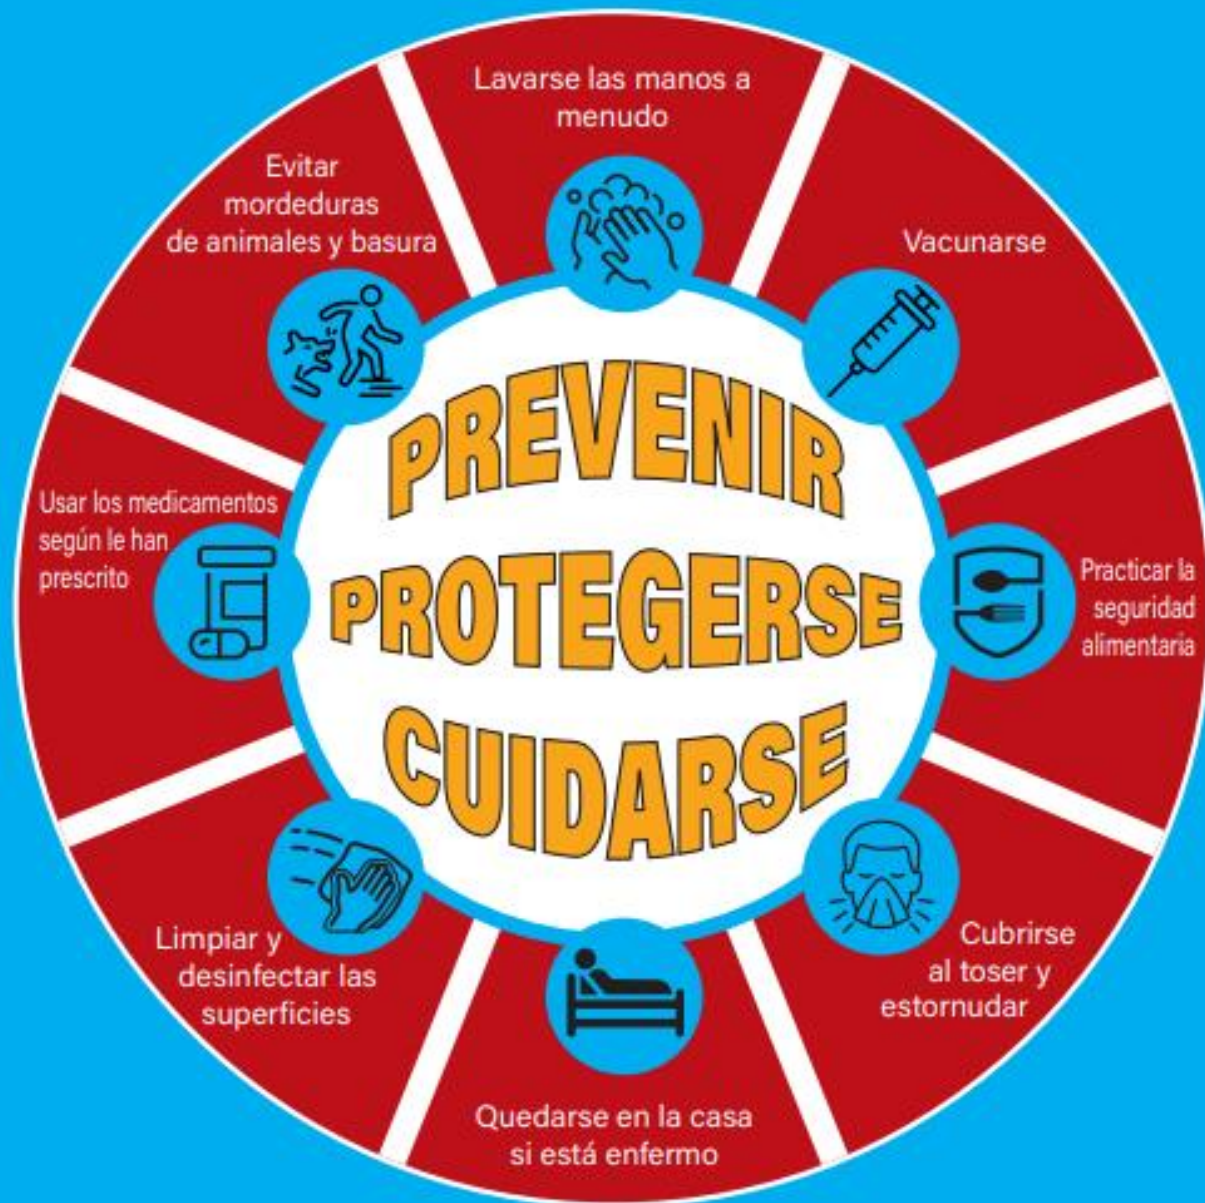 Lavarse las manos a
menudo
Vacunarse
Practicar la
seguridad
alimentaria
Cubrirse
al toser y
estornudar
Quedarse en la casa
si está enfermo
Limpiar y
desinfectar las
superficies
Usar los medicamentos
según le han
prescrito
Evitar
mordeduras
de animales y basura
PREVENIR
PROTEGERSE
CUIDARSE